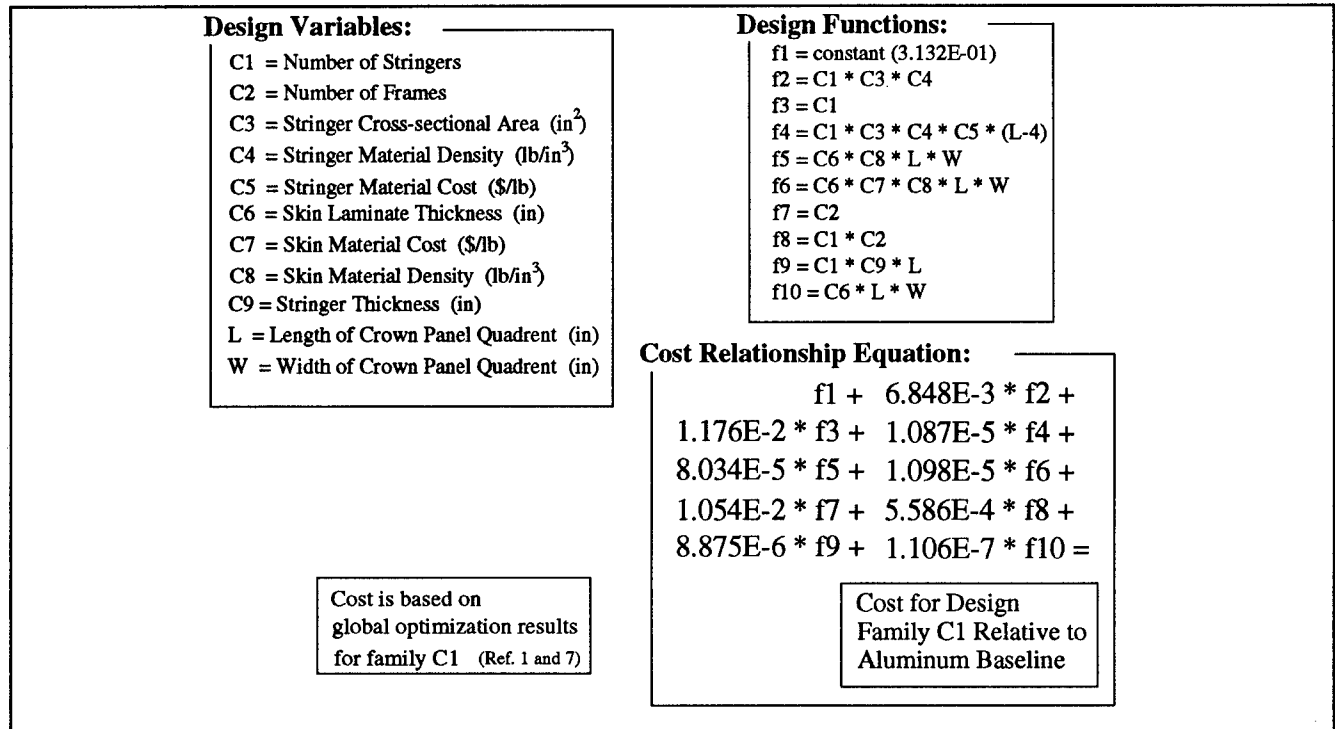 Design Variables:
C1 = Number of Stringers
C2 = Number of Frames
C3 = Stringer Cross-sectional Area (in²)
C4 = Stringer Material Density (lb/in³)
C5 = Stringer Material Cost ($/lb)
C6 = Skin Laminate Thickness (in)
C7 = Skin Material Cost ($/lb)
C8 = Skin Material Density (lb/in³)
C9 = Stringer Thickness (in)
L = Length of Crown Panel Quadrent (in)
W = Width of Crown Panel Quadrent (in)
Design Functions:
f1 = constant (3.132E-01)
f2 = C1 * C3 * C4
f3 = C1
f4 = C1 * C3 * C4 * C5 * (L-4)
f5 = C6 * C8 * L * W
f6 = C6 * C7 * C8 * L * W
f7 = C2
f8 = C1 * C2
f9 = C1 * C9 * L
f10 = C6 * L * W
Cost Relationship Equation:
f1 + 6.848E-3 * f2 +
1.176E-2 * f3 + 1.087E-5 * f4 +
8.034E-5 * f5 + 1.098E-5 * f6 +
1.054E-2 * f7 + 5.586E-4 * f8 +
8.875E-6 * f9 + 1.106E-7 * f10 =
Cost for Design
Family C1 Relative to
Aluminum Baseline
Cost is based on
global optimization results
for family C1 (Ref. 1 and 7)